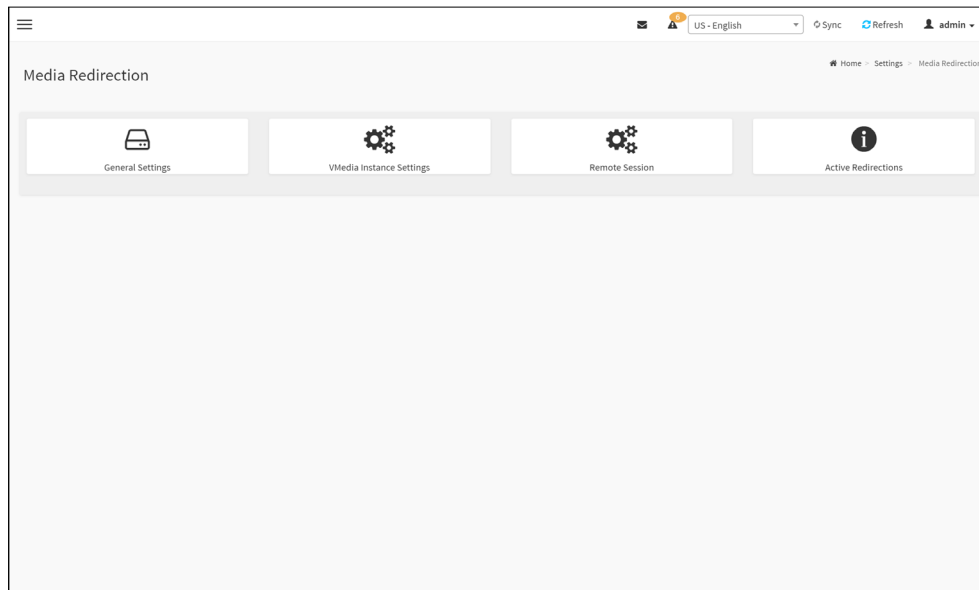 6
US - English
Sync
Refresh
admin
Media Redirection
Home > Settings > Media Redirection
General Settings
VMedia Instance Settings
Remote Session
Active Redirections